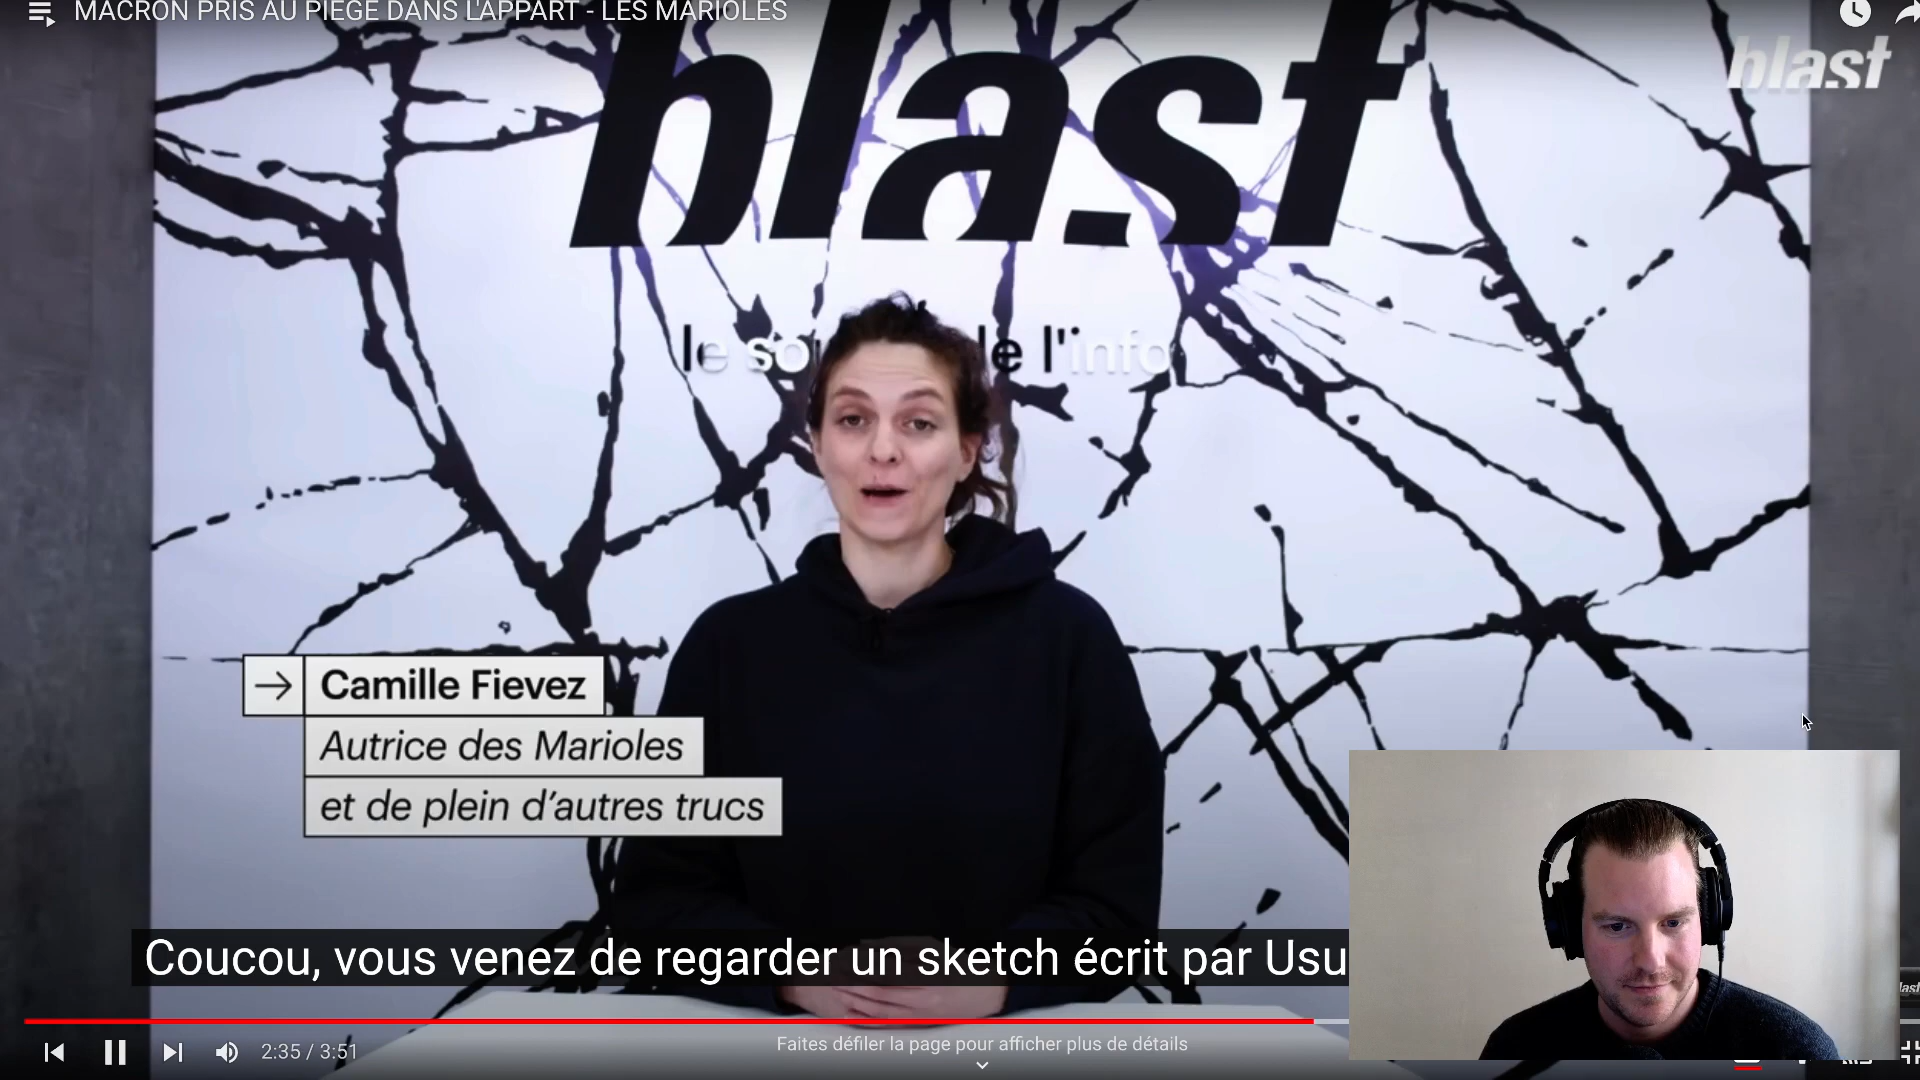 MACRON PRIS AU PIÈGE DANS L'APPART - LES MARIOLES
blast
blast
le so de l'info
Camille Fievez
Autrice des Marioles
et de plein d'autres trucs
Coucou, vous venez de regarder un sketch écrit par Usu
2:35 / 3:51
Faites défiler la page pour afficher plus de détails